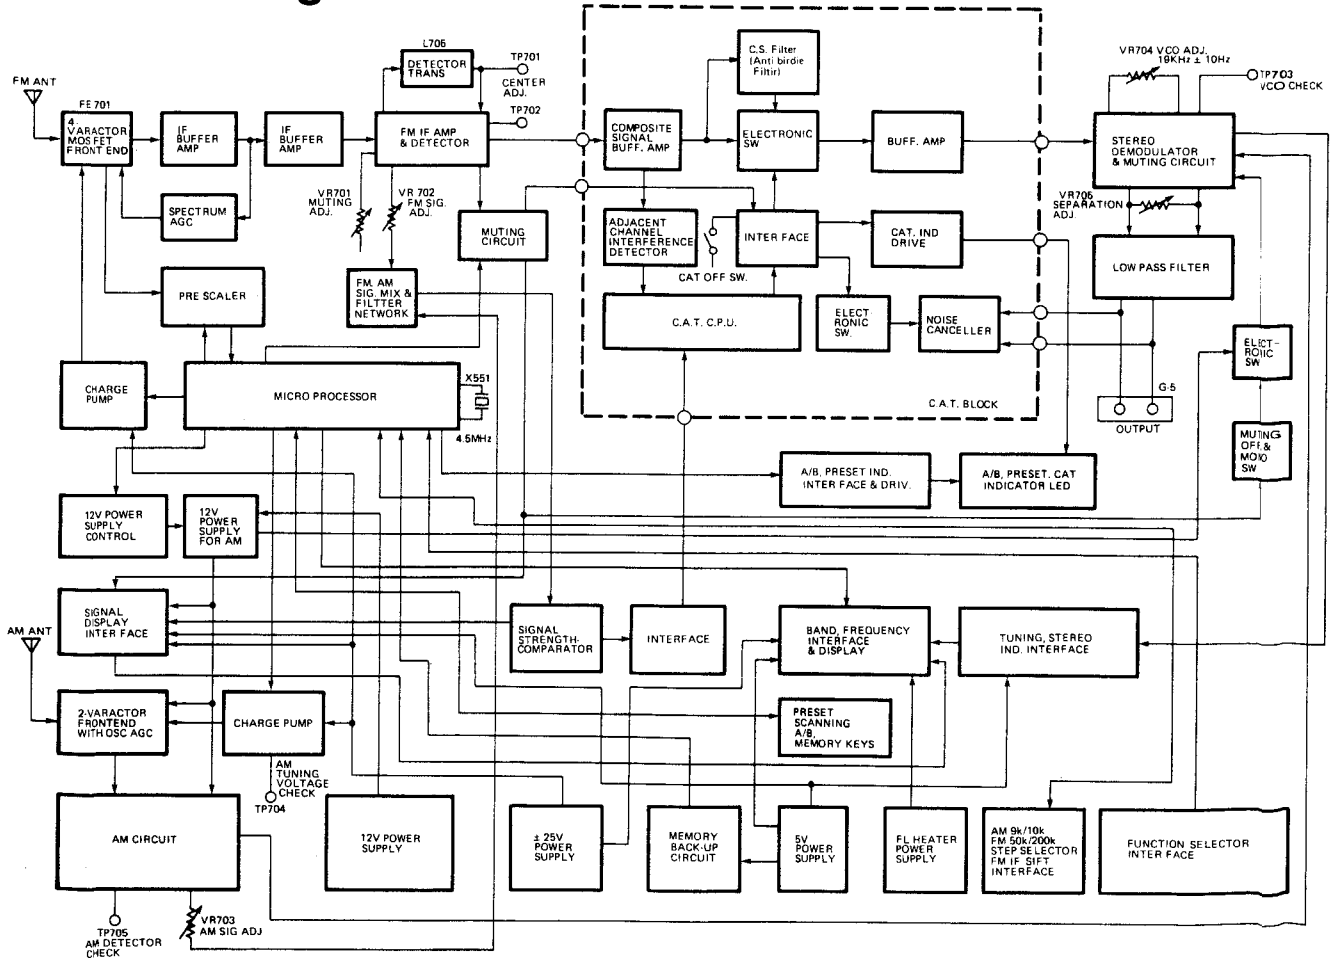 L706
DETECTOR
TRANS
TP701
CENTER
ADJ.
TP702
FM ANT
FE 701
4-
VARACTOR
MOSFET
FRONT END
IF
BUFFER
AMP
IF
BUFFER
AMP
FM IF AMP
& DETECTOR
SPECTRUM
AGC
VR701
MUTING
ADJ.
VR 702
FM SIG.
ADJ.
MUTING
CIRCUIT
PRE SCALER
FM, AM
SIG. MIX &
FILTTER
NETWORK
CHARGE
PUMP
MICRO PROCESSOR
X551
4.5MHz
C.S. Filter
(Anti birdie
Filtir)
COMPOSITE
SIGNAL
BUFF. AMP
ELECTRONIC
SW
BUFF. AMP
ADJACENT
CHANNEL
INTERFERENCE
DETECTOR
CAT OFF SW.
INTER FACE
CAT. IND
DRIVE
C.A.T. C.P.U.
ELECT-
RONIC
SW.
NOISE
CANCELLER
C.A.T. BLOCK
VR704 VCO ADJ.
19KHz ± 10Hz
TP703
VCO CHECK
STEREO
DEMODULATOR
& MUTING CIRCUIT
VR705
SEPARATION
ADJ.
LOW PASS FILTER
ELECT-
RONIC
SW
G-5
OUTPUT
MUTING
OFF, &
MONO
SW
A/B, PRESET IND.
INTER FACE & DRIV.
A/B, PRESET, CAT
INDICATOR LED
12V POWER
SUPPLY
CONTROL
12V
POWER
SUPPLY
FOR AM
SIGNAL
DISPLAY
INTER FACE
AM ANT
SIGNAL
STRENGTH-
COMPARATOR
INTERFACE
BAND, FREQUENCY
INTERFACE
& DISPLAY
TUNING, STEREO
IND. INTERFACE
2-VARACTOR
FRONTEND
WITH OSC AGC
CHARGE PUMP
AM
TUNING
VOLTAGE
CHECK
TP704
PRESET
SCANNING
A/B,
MEMORY KEYS
AM CIRCUIT
12V POWER
SUPPLY
± 25V
POWER
SUPPLY
MEMORY
BACK-UP
CIRCUIT
5V
POWER
SUPPLY
FL HEATER
POWER
SUPPLY
AM 9k/10k
FM 50k/200k
STEP SELECTOR
FM IF SIFT
INTERFACE
FUNCTION SELECTOR
INTER FACE
TP705
AM DETECTOR
CHECK
VR703
AM SIG ADJ